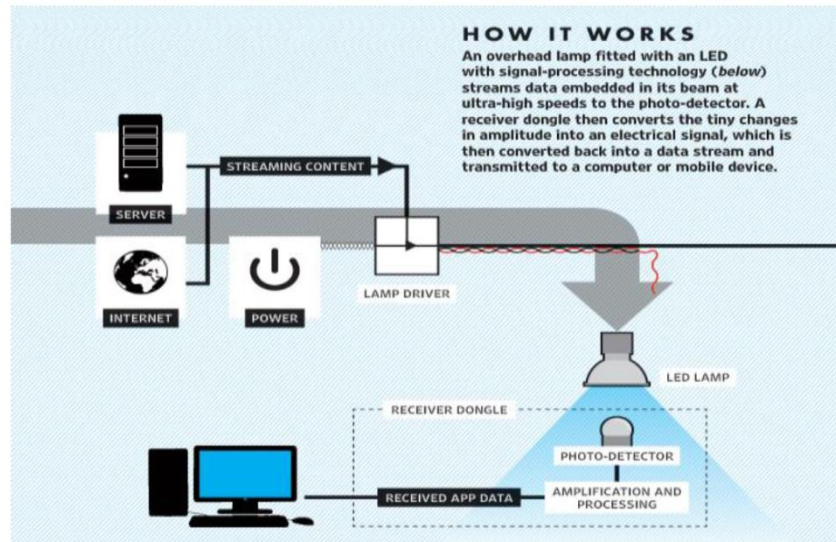 HOW IT WORKS
An overhead lamp fitted with an LED
with signal-processing technology (below)
streams data embedded in its beam at
ultra-high speeds to the photo-detector. A
receiver dongle then converts the tiny changes
in amplitude into an electrical signal, which is
then converted back into a data stream and
transmitted to a computer or mobile device.
STREAMING CONTENT
SERVER
INTERNET
POWER
LAMP DRIVER
LED LAMP
RECEIVER DONGLE
PHOTO-DETECTOR
RECEIVED APP DATA
AMPLIFICATION AND
PROCESSING